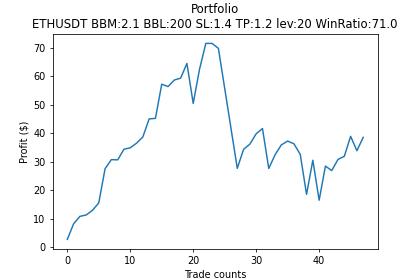 Portfolio
ETHUSDT BBM:2.1 BBL:200 SL:1.4 TP:1.2 lev:20 WinRatio:71.0
70
60
50
40
30
20
10
0
Profit ($)
0 10 20 30 40
Trade counts